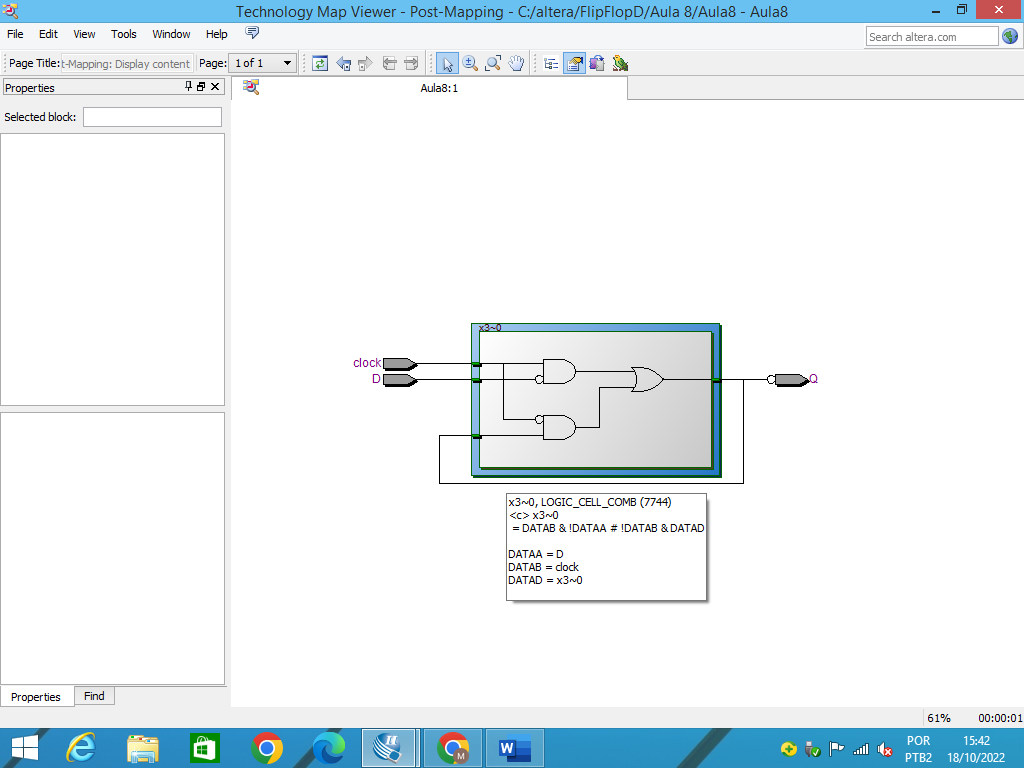 Technology Map Viewer - Post-Mapping - C:/altera/FlipFlopD/Aula 8/Aula8 - Aula8
File Edit View Tools Window Help
Search altera.com
Page Title: t-Mapping: Display content Page: 1 of 1
Properties
Aula8:1
Selected block:
x3~0
clock
D
Q
x3~0, LOGIC_CELL_COMB (7744)
<c> x3~0
= DATAB & !DATAA # !DATAB & DATAD
DATAA = D
DATAB = clock
DATAD = x3~0
Properties Find
61% 00:00:01
POR 15:42
PTB2 18/10/2022